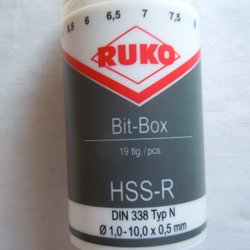 5,5 6 6,5 7 7,5 8
RUKO
Bit-Box
19 tlg./pcs.
HSS-R
DIN 338 Typ N
Ø 1,0-10,0 x 0,5 mm